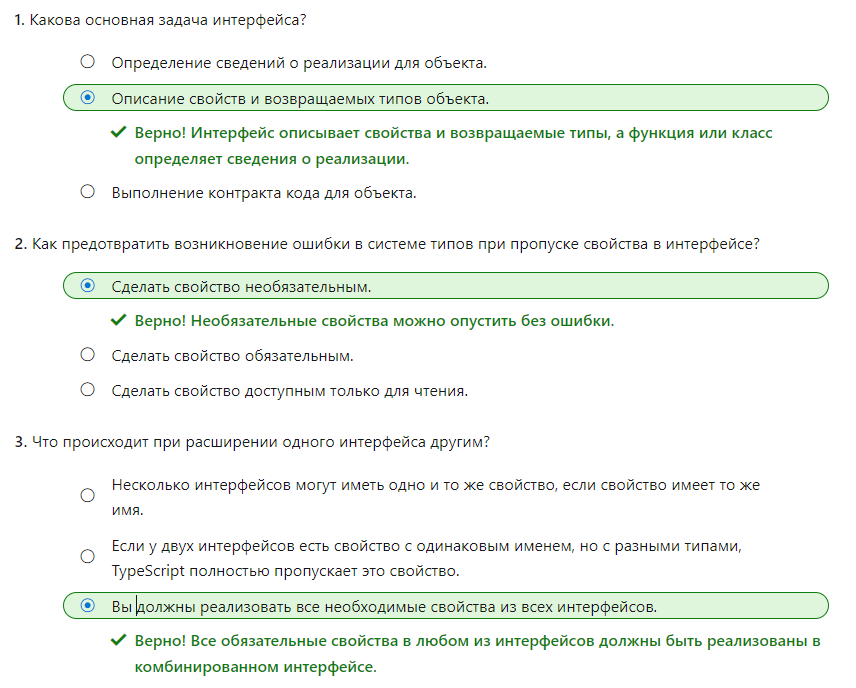 1. Какова основная задача интерфейса?
Определение сведений о реализации для объекта.
Описание свойств и возвращаемых типов объекта.
Верно! Интерфейс описывает свойства и возвращаемые типы, а функция или класс
определяет сведения о реализации.
Выполнение контракта кода для объекта.
2. Как предотвратить возникновение ошибки в системе типов при пропуске свойства в интерфейсе?
Сделать свойство необязательным.
Верно! Необязательные свойства можно опустить без ошибки.
Сделать свойство обязательным.
Сделать свойство доступным только для чтения.
3. Что происходит при расширении одного интерфейса другим?
Несколько интерфейсов могут иметь одно и то же свойство, если свойство имеет то же
имя.
Если у двух интерфейсов есть свойство с одинаковым именем, но с разными типами,
TypeScript полностью пропускает это свойство.
Вы должны реализовать все необходимые свойства из всех интерфейсов.
Верно! Все обязательные свойства в любом из интерфейсов должны быть реализованы в
комбинированном интерфейсе.